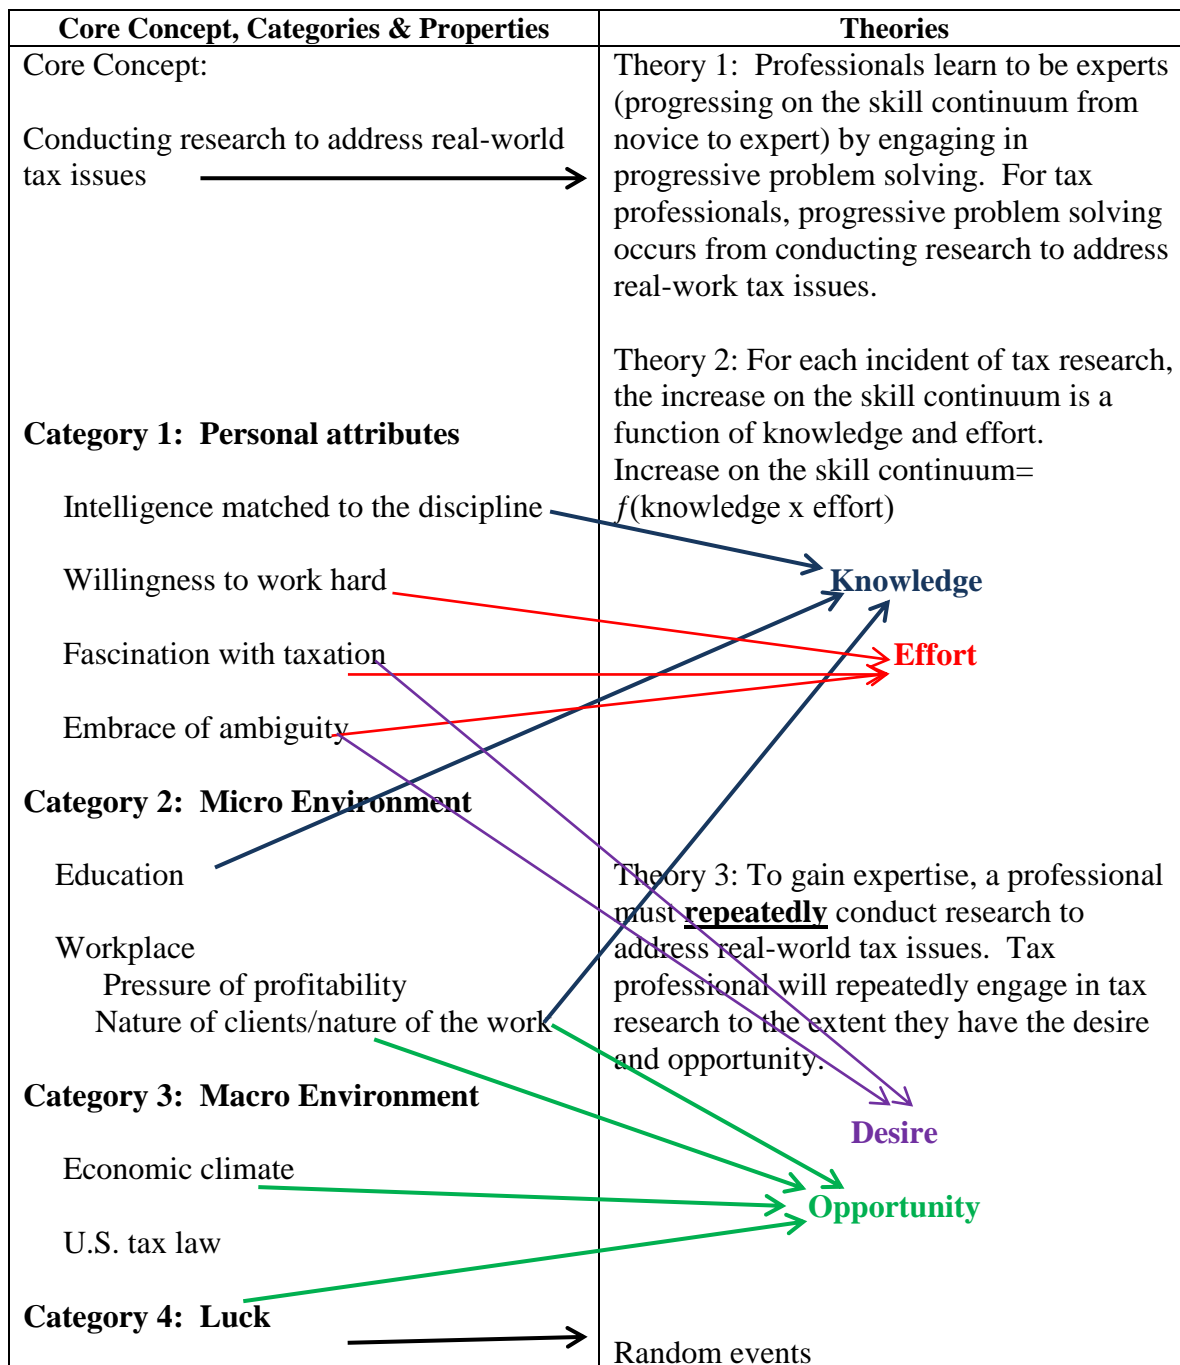 Core Concept, Categories & Properties
Theories
Core Concept:
Conducting research to address real-world
tax issues
Category 1:  Personal attributes
Intelligence matched to the discipline
Willingness to work hard
Fascination with taxation
Embrace of ambiguity
Category 2:  Micro Environment
Education
Workplace
Pressure of profitability
Nature of clients/nature of the work
Category 3:  Macro Environment
Economic climate
U.S. tax law
Category 4:  Luck
Theory 1:  Professionals learn to be experts
(progressing on the skill continuum from
novice to expert) by engaging in
progressive problem solving.  For tax
professionals, progressive problem solving
occurs from conducting research to address
real-work tax issues.
Theory 2: For each incident of tax research,
the increase on the skill continuum is a
function of knowledge and effort.
Increase on the skill continuum=
ƒ(knowledge x effort)
Knowledge
Effort
Theory 3: To gain expertise, a professional
must repeatedly conduct research to
address real-world tax issues.  Tax
professional will repeatedly engage in tax
research to the extent they have the desire
and opportunity.
Desire
Opportunity
Random events